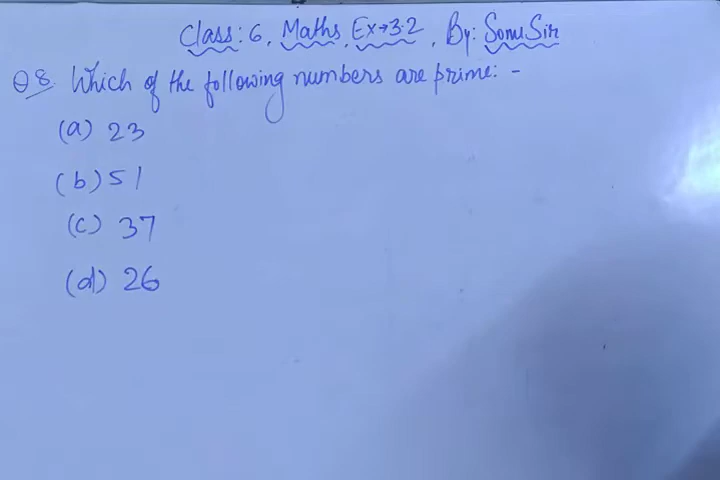 Class: 6, Maths, Ex→3.2, By: Sonu Sir
Q 8. Which of the following numbers are prime: -
(a) 23
(b) 51
(c) 37
(d) 26